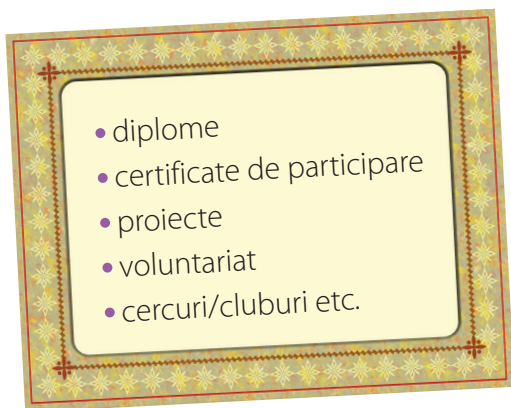 • diplome
• certificate de participare
• proiecte
• voluntariat
• cercuri/cluburi etc.